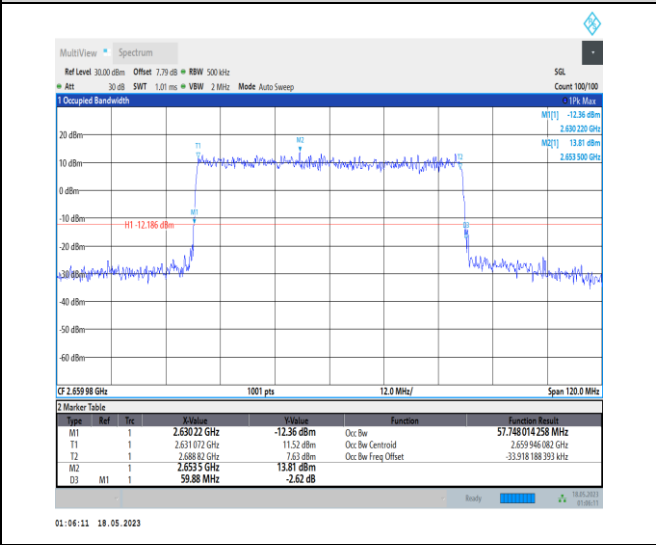 MultiView Spectrum
Ref Level 30.00 dBm Offset 7.79 dB RBW 500 kHz SGL
Att 30 dB SWT 1.01 ms VBW 2 MHz Mode Auto Sweep Count 100/100
1 Occupied Bandwidth 1Pk Max
M1[1] -12.36 dBm
2.630 220 GHz
M2[1] 13.81 dBm
2.653 500 GHz
20 dBm
10 dBm
0 dBm
-10 dBm
-20 dBm
-30 dBm
-40 dBm
-50 dBm
-60 dBm
T1
M2
T2
M1
H1 -12.186 dBm
CF 2.659 98 GHz 1001 pts 12.0 MHz/ Span 120.0 MHz
2 Marker Table
Type Ref Trc X-Value Y-Value Function Function Result
M1 1 2.630 22 GHz -12.36 dBm Occ Bw 57.748 014 258 MHz
T1 1 2.631 072 GHz 11.52 dBm Occ Bw Centroid 2.659 946 082 GHz
T2 1 2.688 82 GHz 7.63 dBm Occ Bw Freq Offset -33.918 188 393 kHz
M2 1 2.653 5 GHz 13.81 dBm
D3 M1 1 59.88 MHz -2.62 dB
Ready 18.05.2023
01:06:11
01:06:11 18.05.2023